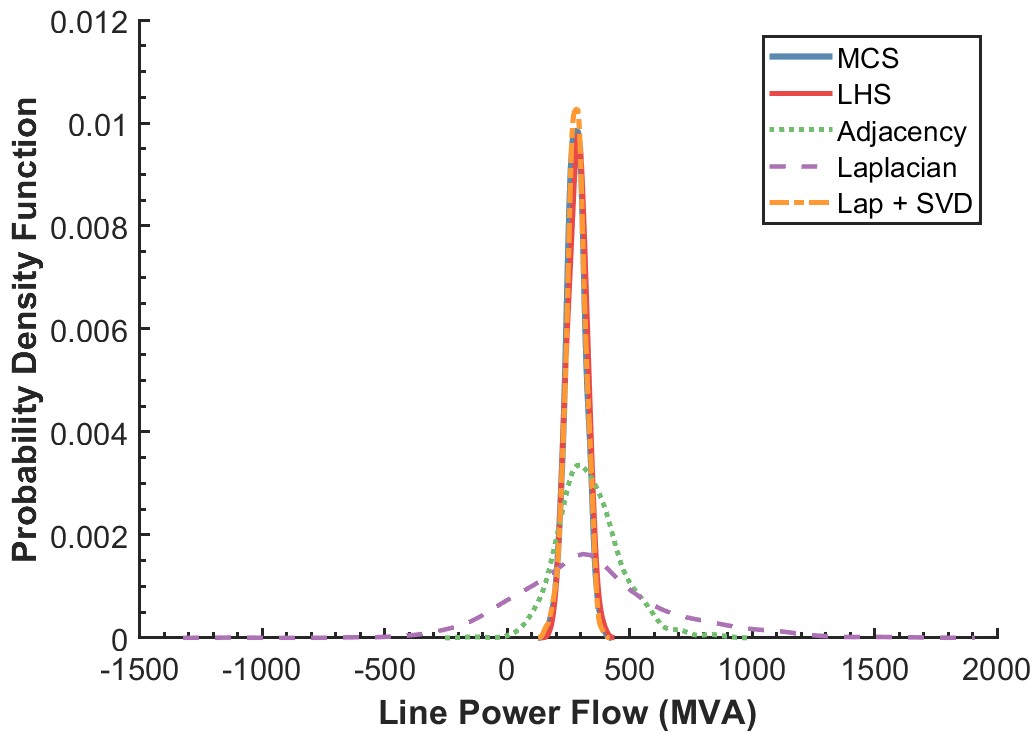 0.012
0.01
0.008
0.006
0.004
0.002
0
Probability Density Function
MCS
LHS
Adjacency
Laplacian
Lap + SVD
-1500 -1000 -500 0 500 1000 1500 2000
Line Power Flow (MVA)